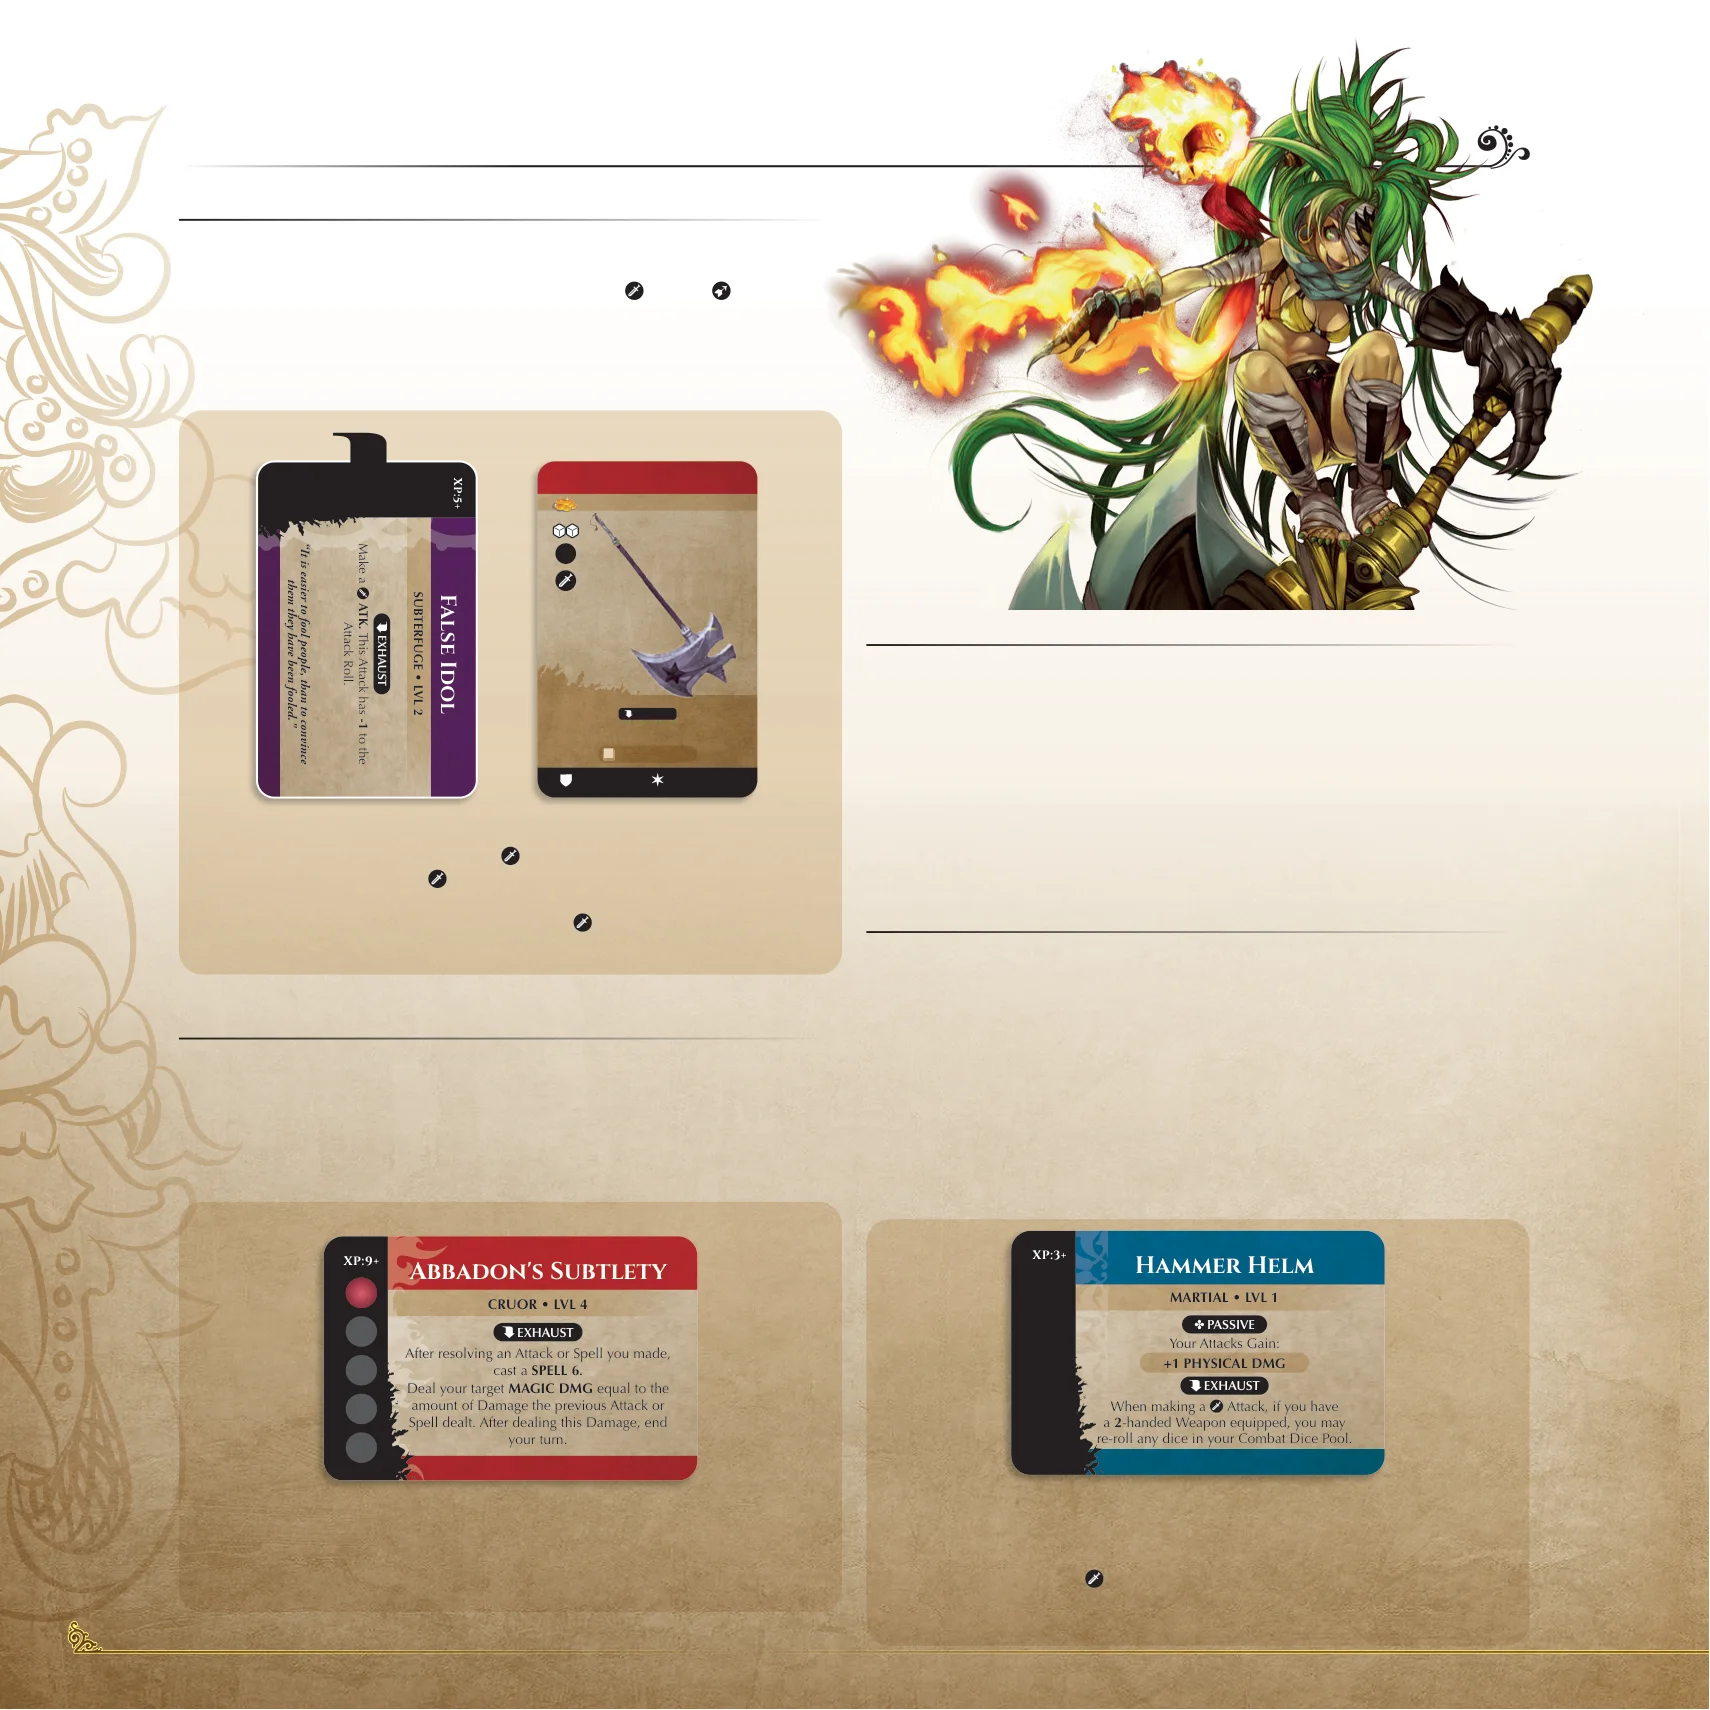 XP:5+
FALSE IDOL
SUBTERFUGE • LVL 2
EXHAUST
Make a ATK. This Attack has -1 to the
Attack Roll.
"It is easier to fool people, than to convince
them they have been fooled."
XP:9+
ABBADON'S SUBTLETY
CRUOR • LVL 4
EXHAUST
After resolving an Attack or Spell you made,
cast a SPELL 6.
Deal your target MAGIC DMG equal to the
amount of Damage the previous Attack or
Spell dealt. After dealing this Damage, end
your turn.
XP:3+
HAMMER HELM
MARTIAL • LVL 1
PASSIVE
Your Attacks Gain:
+1 PHYSICAL DMG
EXHAUST
When making a Attack, if you have
a 2-handed Weapon equipped, you may
re-roll any dice in your Combat Dice Pool.